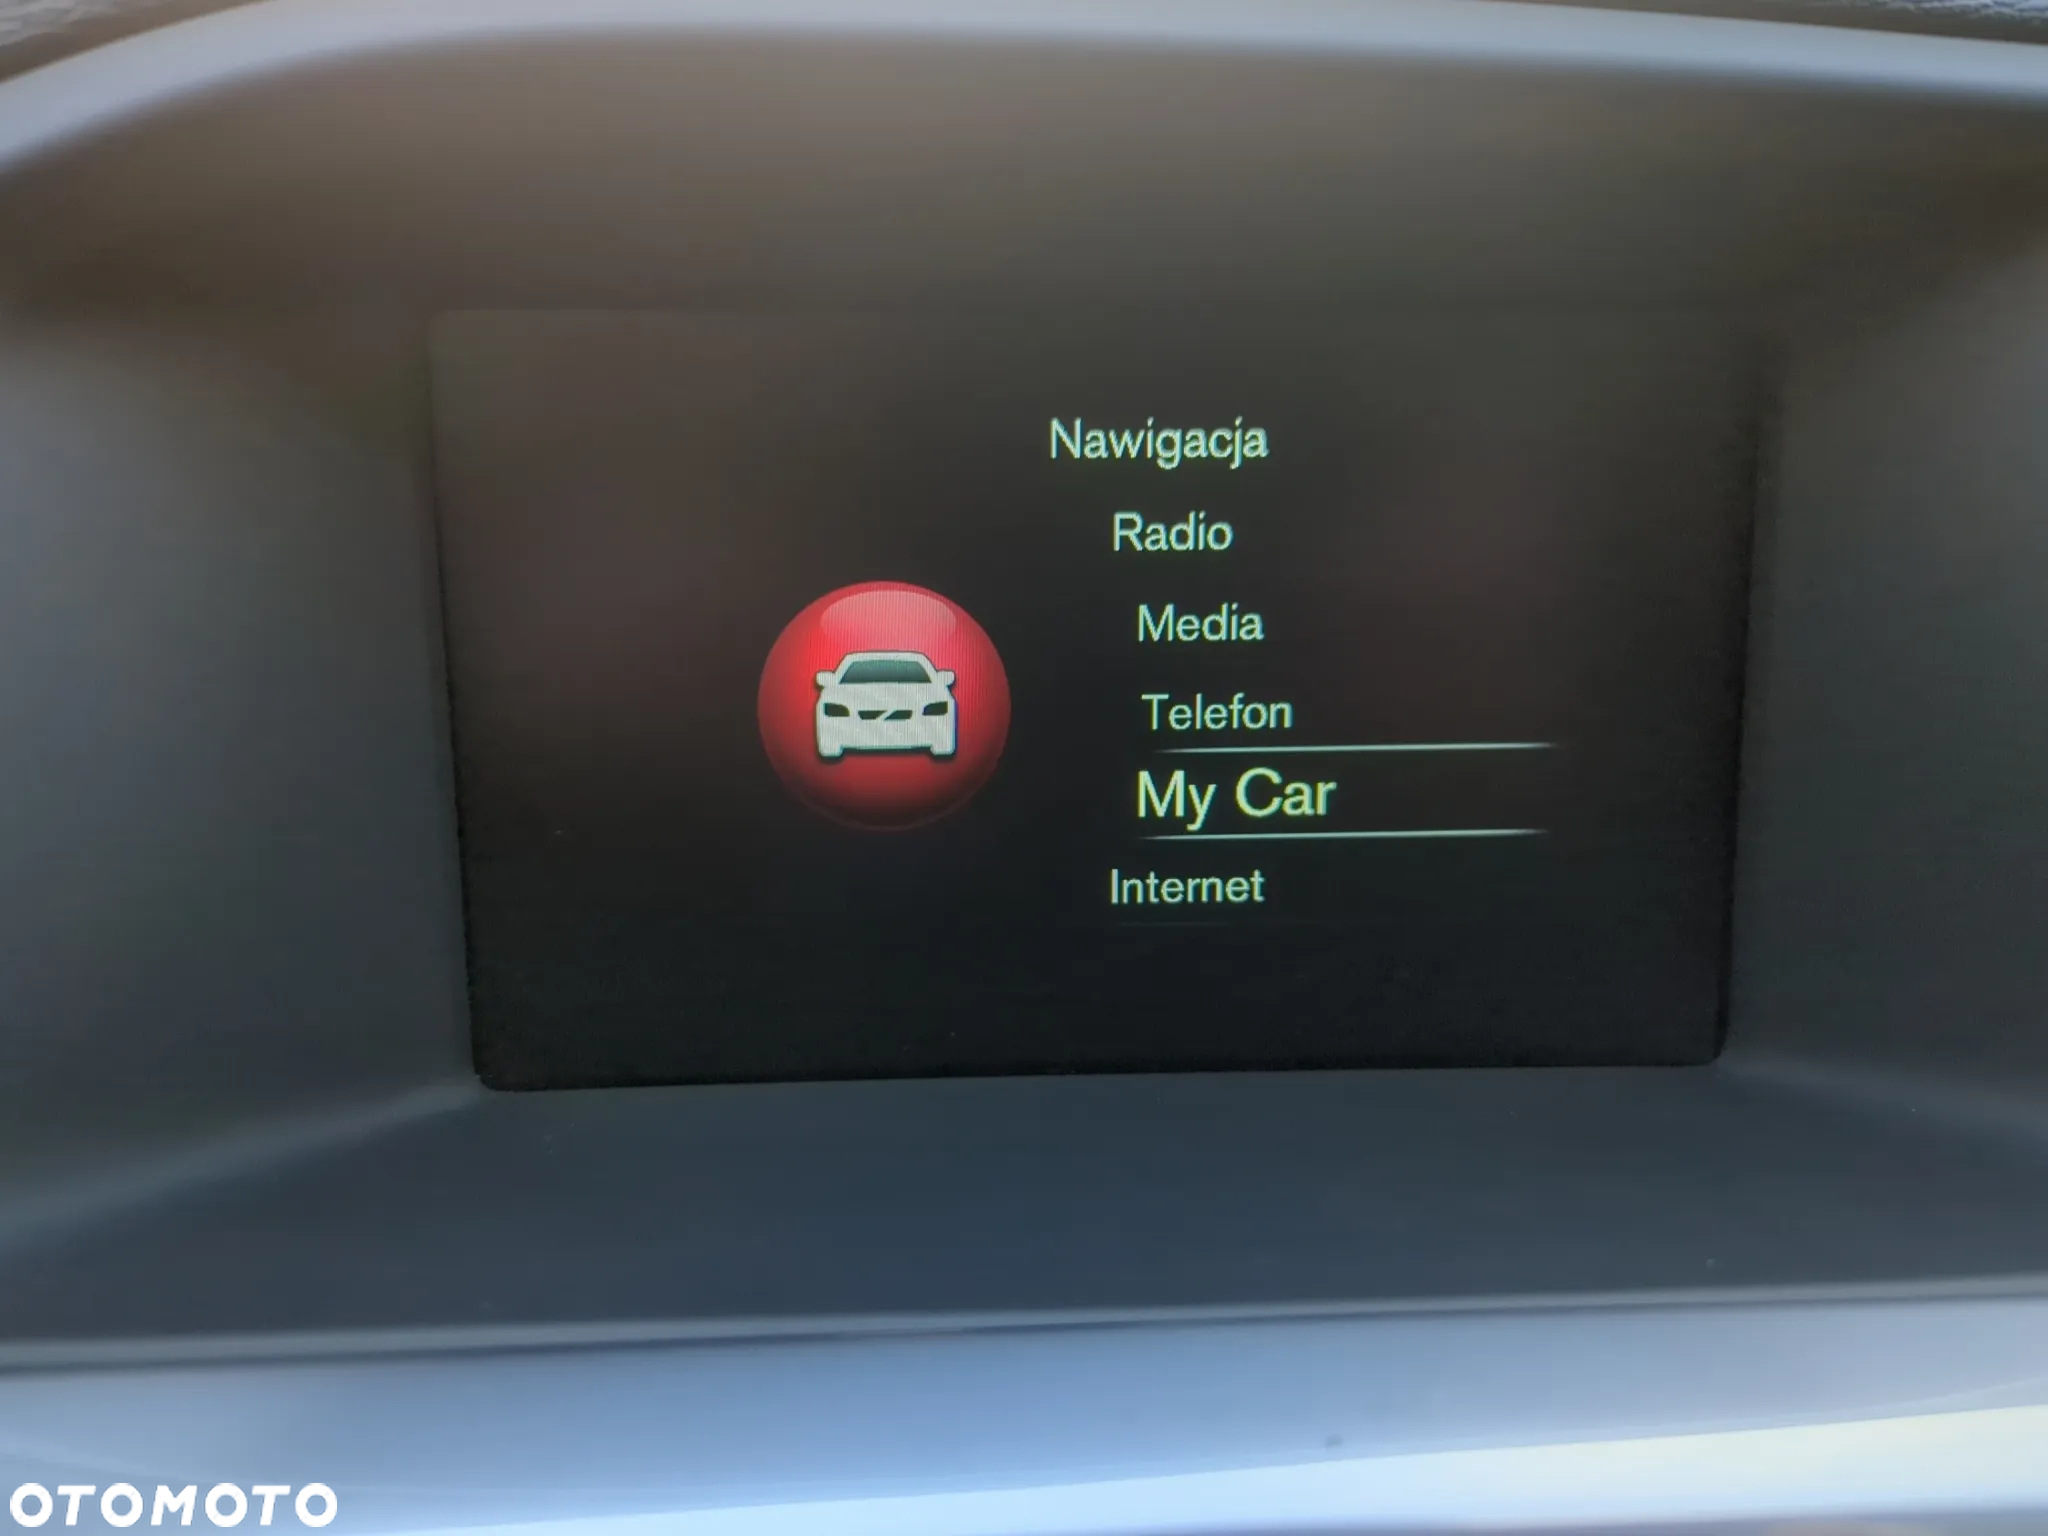 Nawigacja
Radio
Media
Telefon
My Car
Internet
OTOMOTO